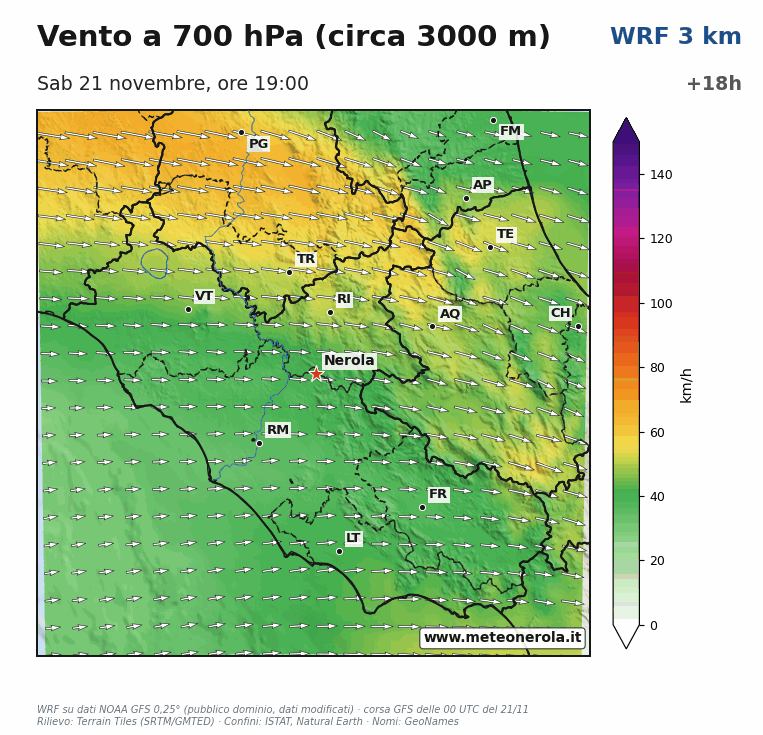 Vento a 700 hPa (circa 3000 m)
WRF 3 km
Sab 21 novembre, ore 19:00
+18h
FM
PG
AP
TE
TR
VT
RI
AQ
CH
Nerola
RM
FR
LT
www.meteonerola.it
140
120
100
80
60
40
20
0
km/h
WRF su dati NOAA GFS 0,25° (pubblico dominio, dati modificati) · corsa GFS delle 00 UTC del 21/11
Rilievo: Terrain Tiles (SRTM/GMTED) · Confini: ISTAT, Natural Earth · Nomi: GeoNames